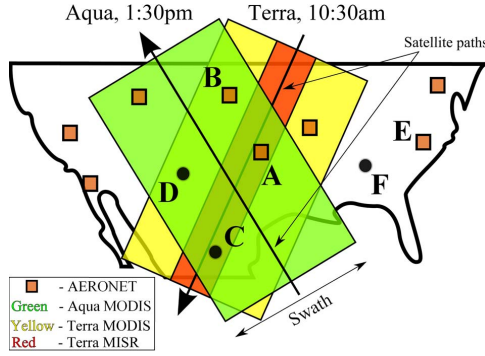 Aqua, 1:30pm
Terra, 10:30am
Satellite paths
B
E
A
D
F
C
Swath
- AERONET
Green - Aqua MODIS
Yellow - Terra MODIS
Red - Terra MISR